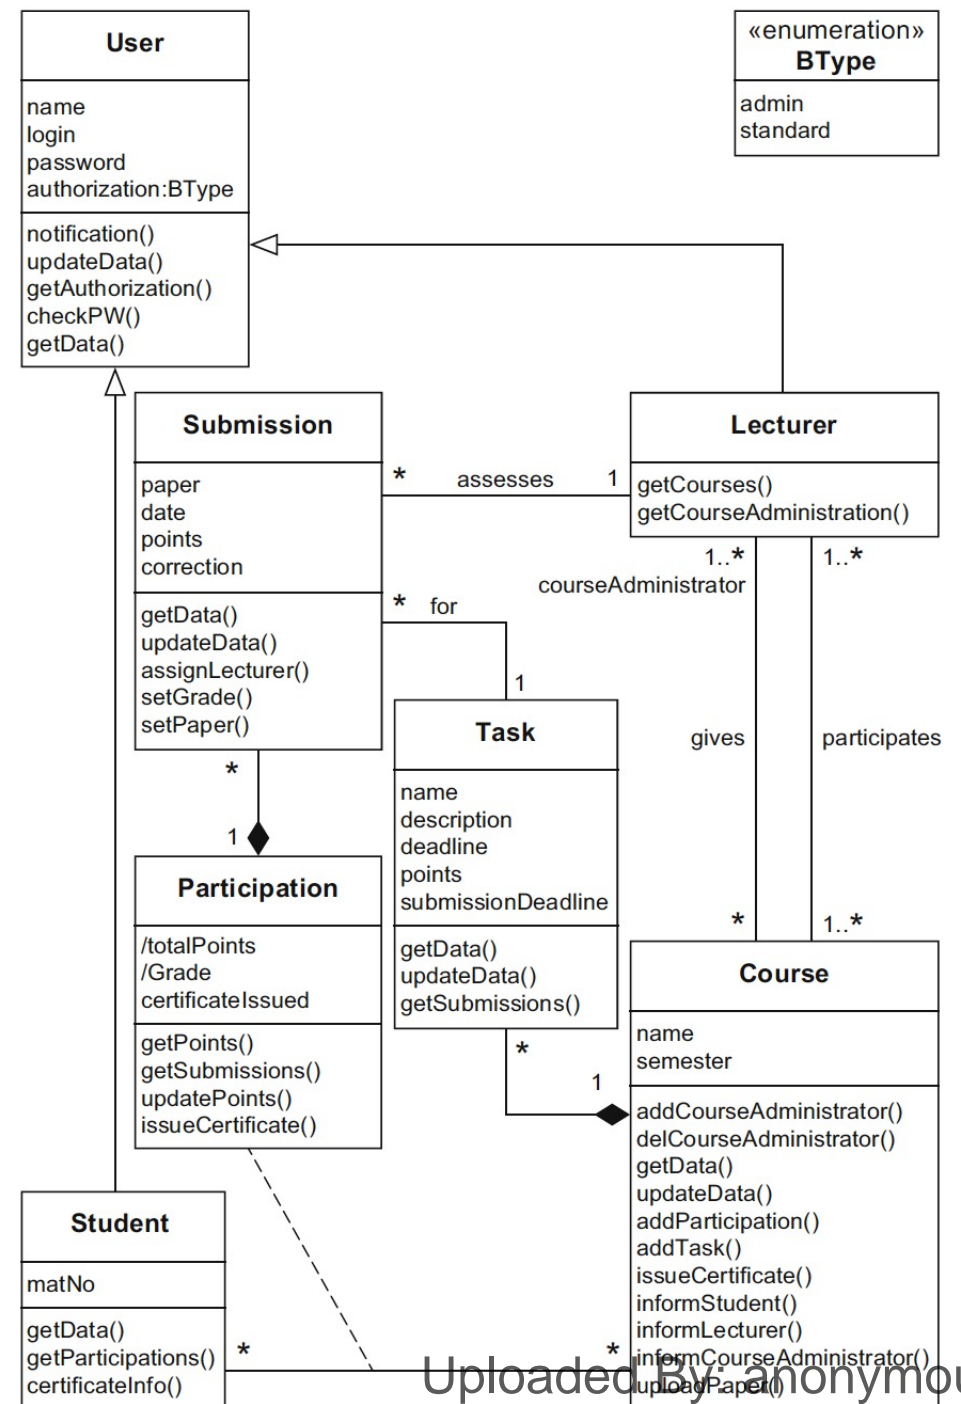 User
name
login
password
authorization:BType
notification()
updateData()
getAuthorization()
checkPW()
getData()
«enumeration»
BType
admin
standard
Submission
paper
date
points
correction
getData()
updateData()
assignLecturer()
setGrade()
setPaper()
* assesses 1
Lecturer
getCourses()
getCourseAdministration()
1..*
courseAdministrator
1..*
* for
1
Task
name
description
deadline
points
submissionDeadline
getData()
updateData()
getSubmissions()
gives
participates
*
1
Participation
/totalPoints
/Grade
certificateIssued
getPoints()
getSubmissions()
updatePoints()
issueCertificate()
*
1..*
Course
name
semester
addCourseAdministrator()
delCourseAdministrator()
getData()
updateData()
addParticipation()
addTask()
issueCertificate()
informStudent()
informLecturer()
informCourseAdministrator()
uploadPaper()
*
1
Student
matNo
getData()
getParticipations()
certificateInfo()
* *
Uploaded By: anonymou